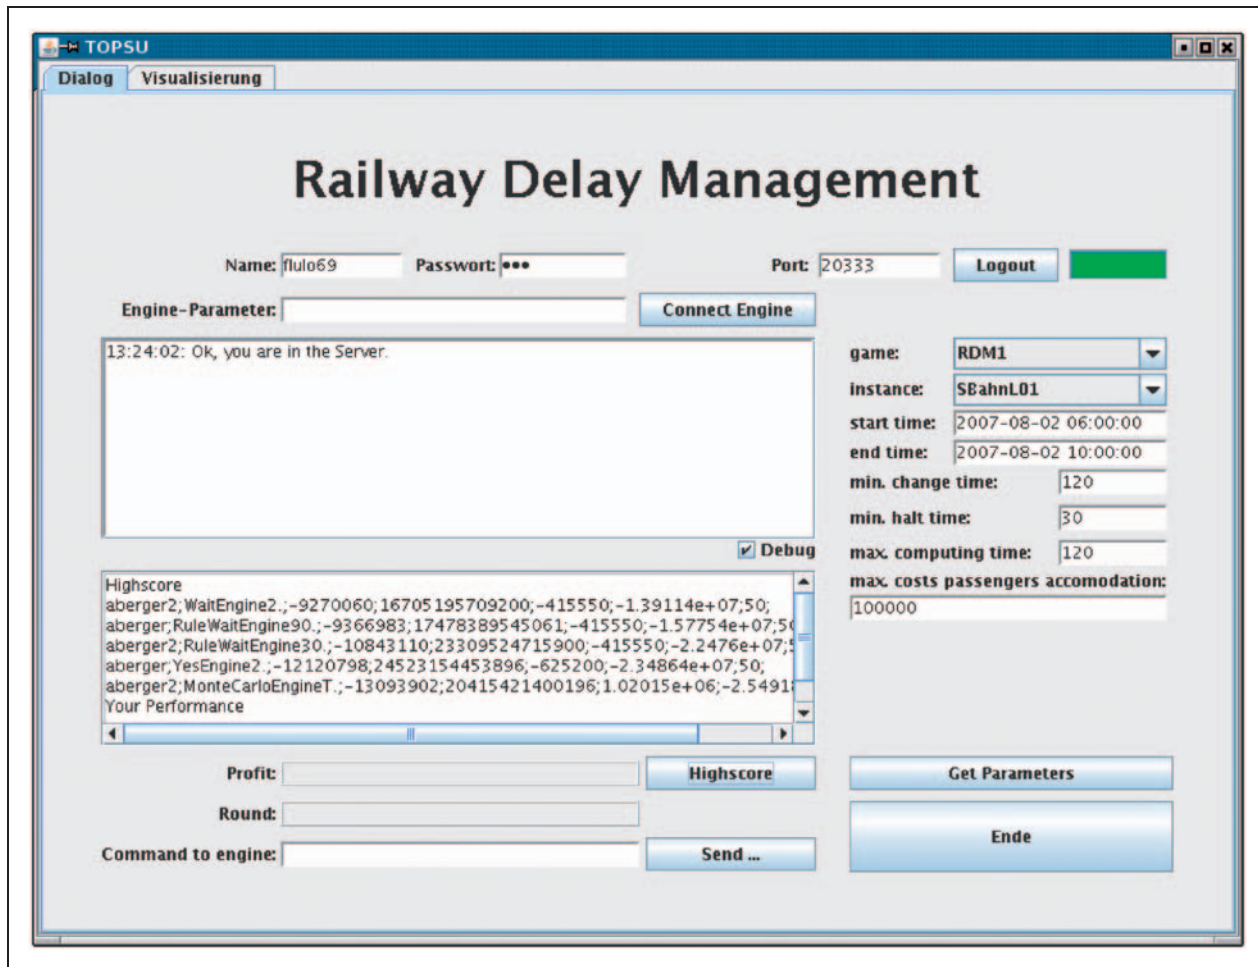 TOPSU
Dialog Visualisierung
Railway Delay Management
Name: flulo69 Passwort: ••• Port: 20333 Logout
Engine-Parameter: Connect Engine
13:24:02: Ok, you are in the Server.
game: RDM1
instance: SBahnL01
start time: 2007-08-02 06:00:00
end time: 2007-08-02 10:00:00
min. change time: 120
min. halt time: 30
Debug
max. computing time: 120
max. costs passengers accomodation:
100000
Highscore
aberger2;WaitEngine2.;-9270060;16705195709200;-415550;-1.39114e+07;50;
aberger;RuleWaitEngine90.;-9366983;17478389545061;-415550;-1.57754e+07;50
aberger2;RuleWaitEngine30.;-10843110;23309524715900;-415550;-2.2476e+07;5
aberger;YesEngine2.;-12120798;24523154453896;-625200;-2.34864e+07;50;
aberger2;MonteCarloEngineT.;-13093902;20415421400196;1.02015e+06;-2.5491
Your Performance
Profit: Highscore Get Parameters
Round:
Ende
Command to engine: Send ...